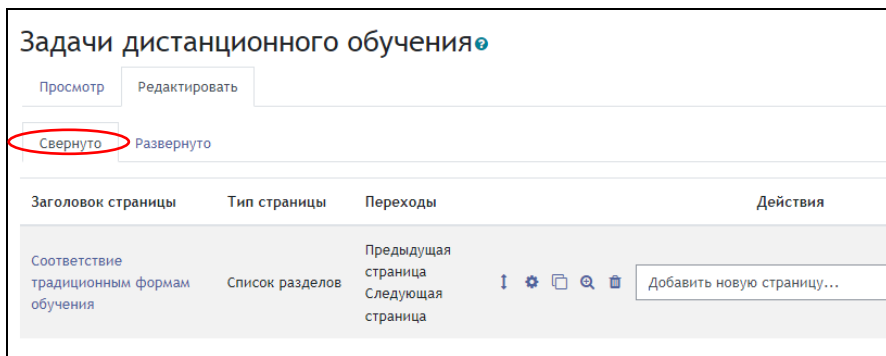 Задачи дистанционного обучения
Просмотр Редактировать
Свернуто Развернуто
Заголовок страницы Тип страницы Переходы Действия
Соответствие
традиционным формам
обучения
Список разделов
Предыдущая
страница
Следующая
страница
Добавить новую страницу...